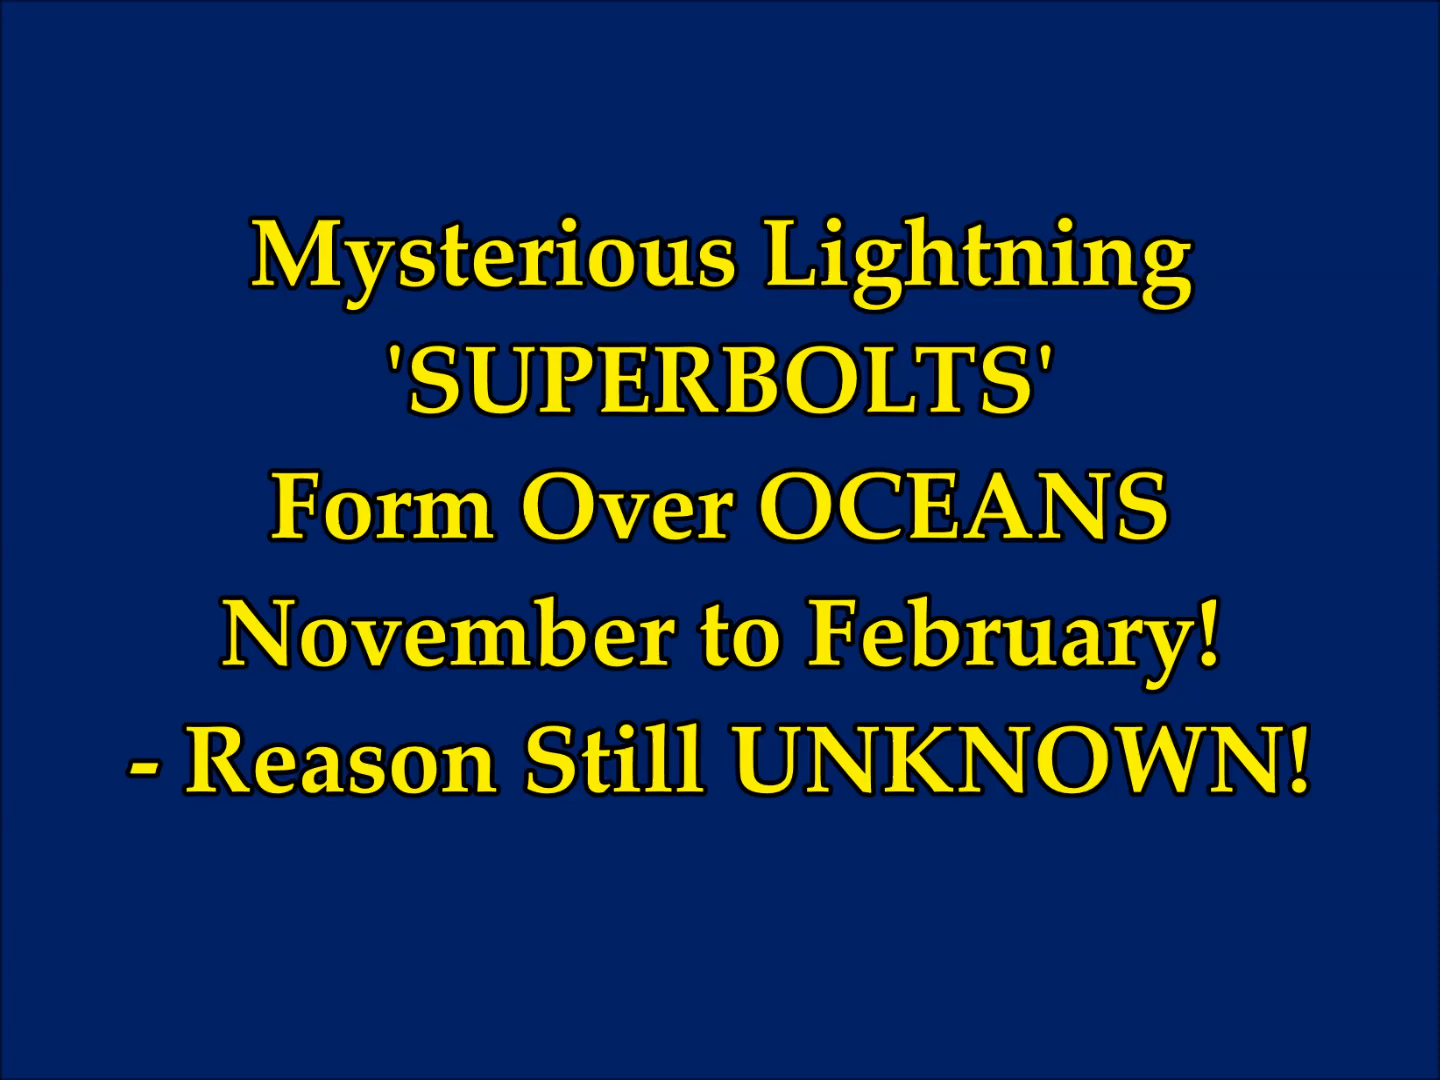 Mysterious Lightning
'SUPERBOLTS'
Form Over OCEANS
November to February!
- Reason Still UNKNOWN!